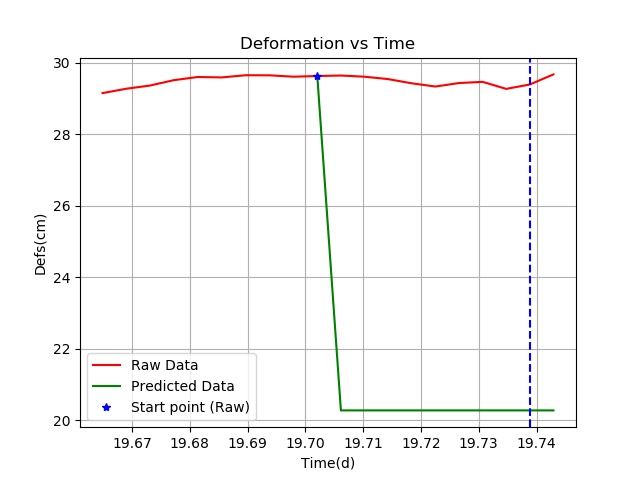 Deformation vs Time
Defs(cm)
30
28
26
24
22
20
Raw Data
Predicted Data
Start point (Raw)
19.67 19.68 19.69 19.70 19.71 19.72 19.73 19.74
Time(d)